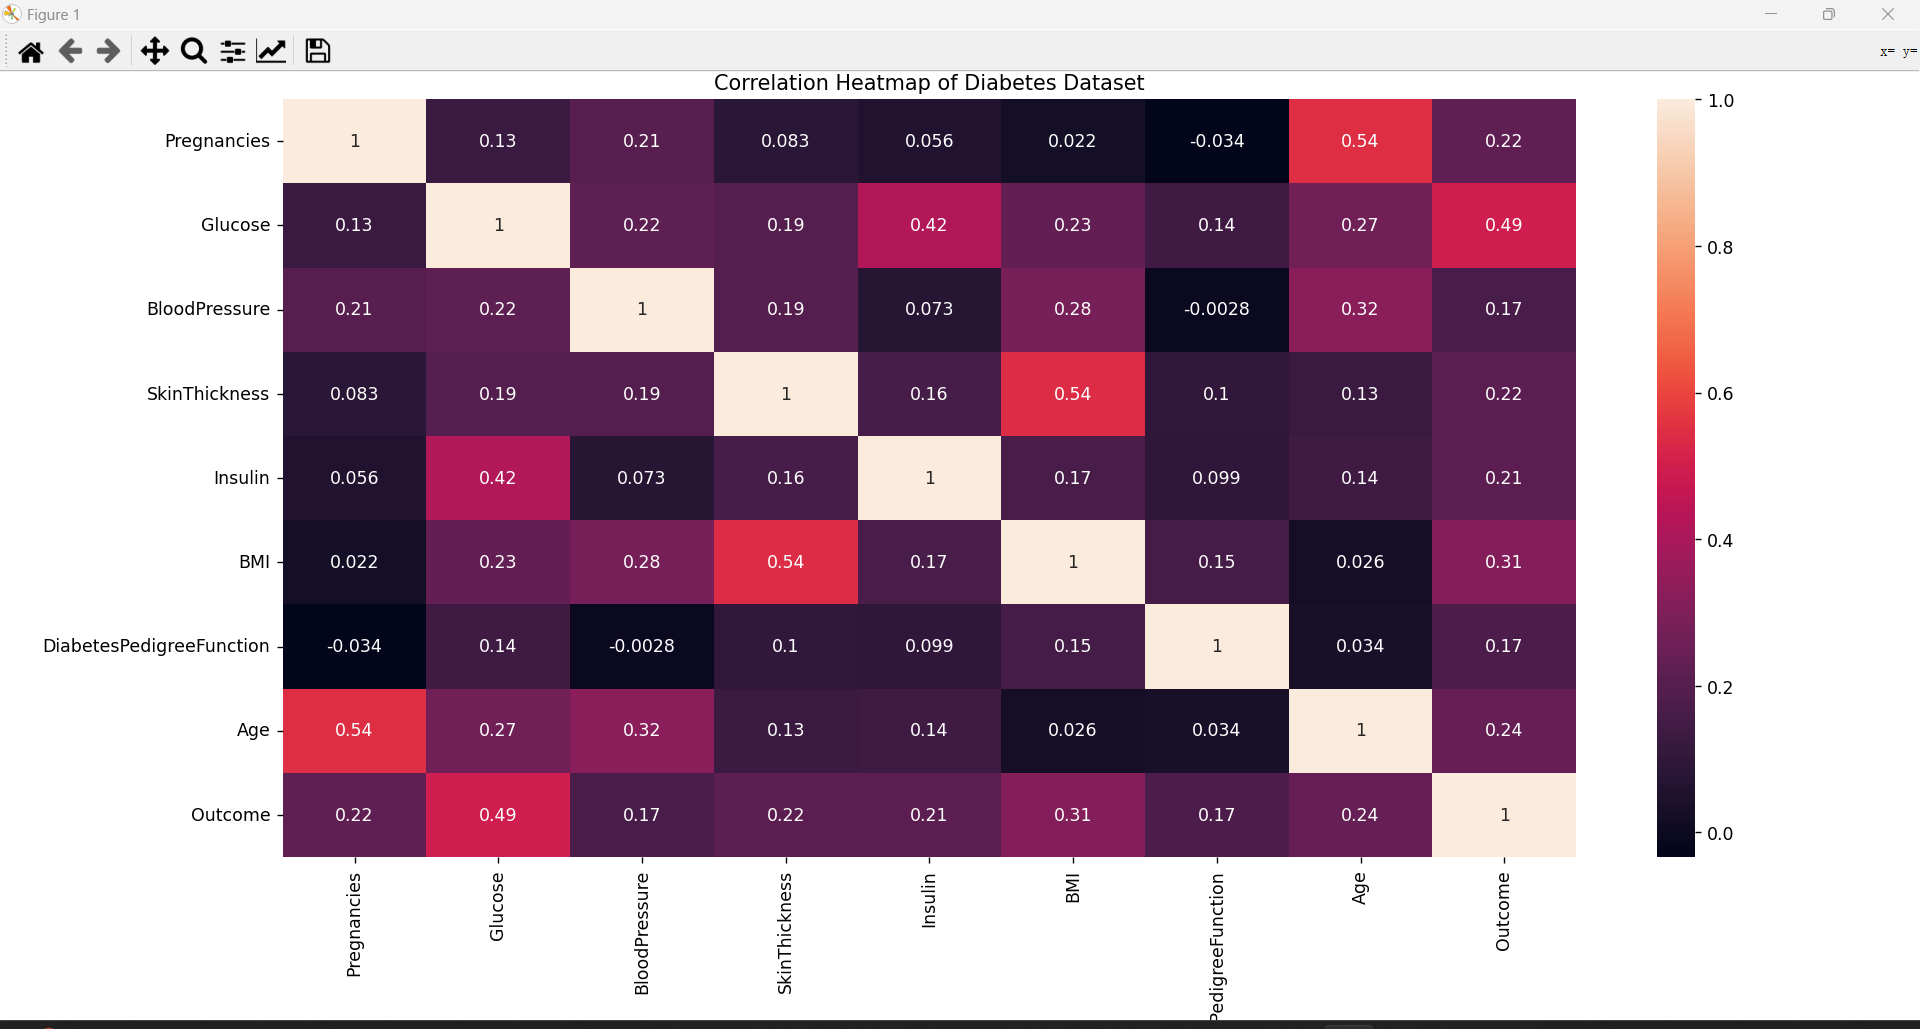 Figure 1
x= y=
Correlation Heatmap of Diabetes Dataset
Pregnancies 1 0.13 0.21 0.083 0.056 0.022 -0.034 0.54 0.22
Glucose 0.13 1 0.22 0.19 0.42 0.23 0.14 0.27 0.49
BloodPressure 0.21 0.22 1 0.19 0.073 0.28 -0.0028 0.32 0.17
SkinThickness 0.083 0.19 0.19 1 0.16 0.54 0.1 0.13 0.22
Insulin 0.056 0.42 0.073 0.16 1 0.17 0.099 0.14 0.21
BMI 0.022 0.23 0.28 0.54 0.17 1 0.15 0.026 0.31
DiabetesPedigreeFunction -0.034 0.14 -0.0028 0.1 0.099 0.15 1 0.034 0.17
Age 0.54 0.27 0.32 0.13 0.14 0.026 0.034 1 0.24
Outcome 0.22 0.49 0.17 0.22 0.21 0.31 0.17 0.24 1
Pregnancies
Glucose
BloodPressure
SkinThickness
Insulin
BMI
PedigreeFunction
Age
Outcome
1.0
0.8
0.6
0.4
0.2
0.0